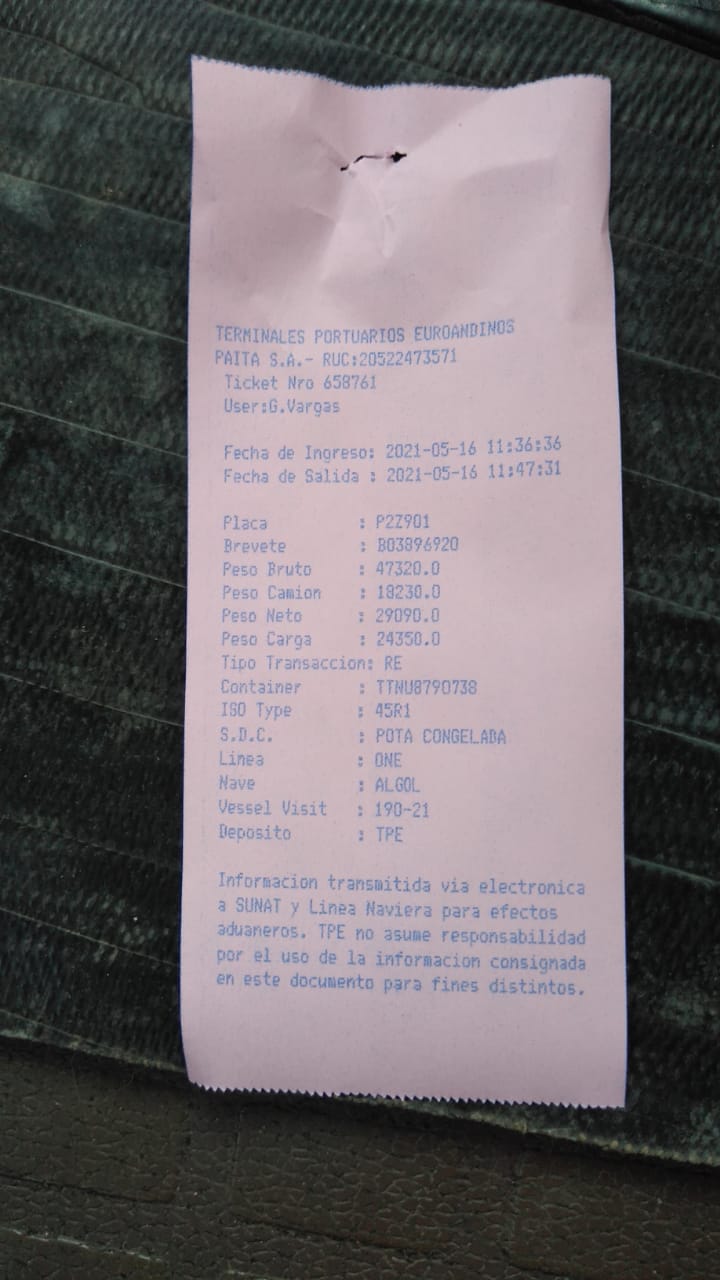 TERMINALES PORTUARIOS EUROANDINOS
PAITA S.A.- RUC:20522473571
Ticket Nro 658761
User:G.Vargas
Fecha de Ingreso: 2021-05-16 11:36:36
Fecha de Salida : 2021-05-16 11:47:31
Placa : P2Z901
Brevete : B03896920
Peso Bruto : 47320.0
Peso Camion : 18230.0
Peso Neto : 29090.0
Peso Carga : 24350.0
Tipo Transaccion: RE
Container : TTNU8790738
ISO Type : 45R1
S.D.C. : POTA CONGELADA
Linea : ONE
Nave : ALGOL
Vessel Visit : 190-21
Deposito : TPE
Informacion transmitida via electronica
a SUNAT y Linea Naviera para efectos
aduaneros. TPE no asume responsabilidad
por el uso de la informacion consignada
en este documento para fines distintos.